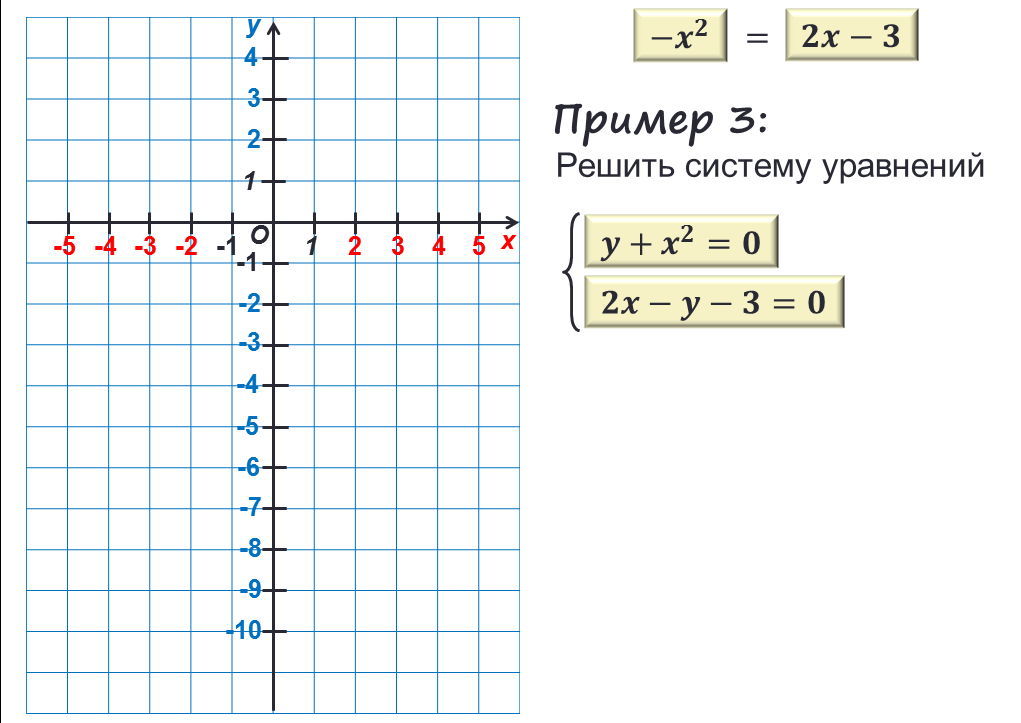 −x² = 2x − 3
Пример 3:
Решить систему уравнений
y + x² = 0
2x − y − 3 = 0
y
4
3
2
1
O
-5 -4 -3 -2 -1 1 2 3 4 5 x
-1
-2
-3
-4
-5
-6
-7
-8
-9
-10